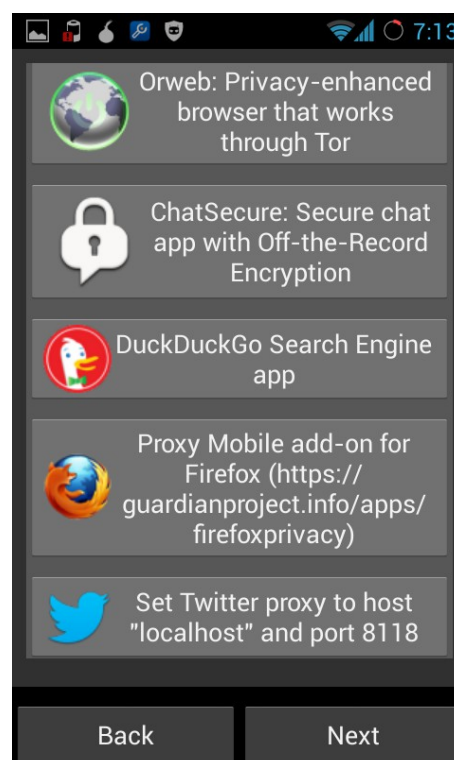 7:13
Orweb: Privacy-enhanced
browser that works
through Tor
ChatSecure: Secure chat
app with Off-the-Record
Encryption
DuckDuckGo Search Engine
app
Proxy Mobile add-on for
Firefox (https://
guardianproject.info/apps/
firefoxprivacy)
Set Twitter proxy to host
"localhost" and port 8118
Back
Next